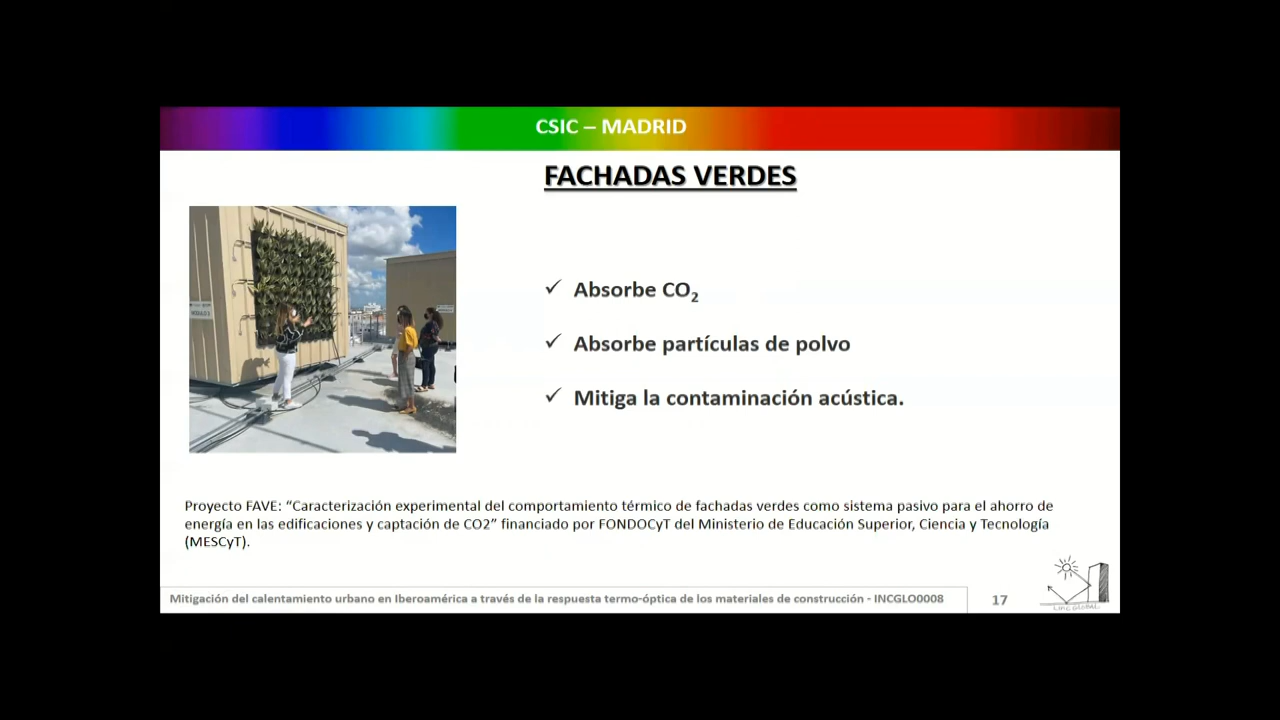 CSIC – MADRID
FACHADAS VERDES
✓ Absorbe CO₂
✓ Absorbe partículas de polvo
✓ Mitiga la contaminación acústica.
Proyecto FAVE: “Caracterización experimental del comportamiento térmico de fachadas verdes como sistema pasivo para el ahorro de
energía en las edificaciones y captación de CO2” financiado por FONDOCyT del Ministerio de Educación Superior, Ciencia y Tecnología
(MESCyT).
Mitigación del calentamiento urbano en Iberoamérica a través de la respuesta termo-óptica de los materiales de construcción - INCGLO0008
17